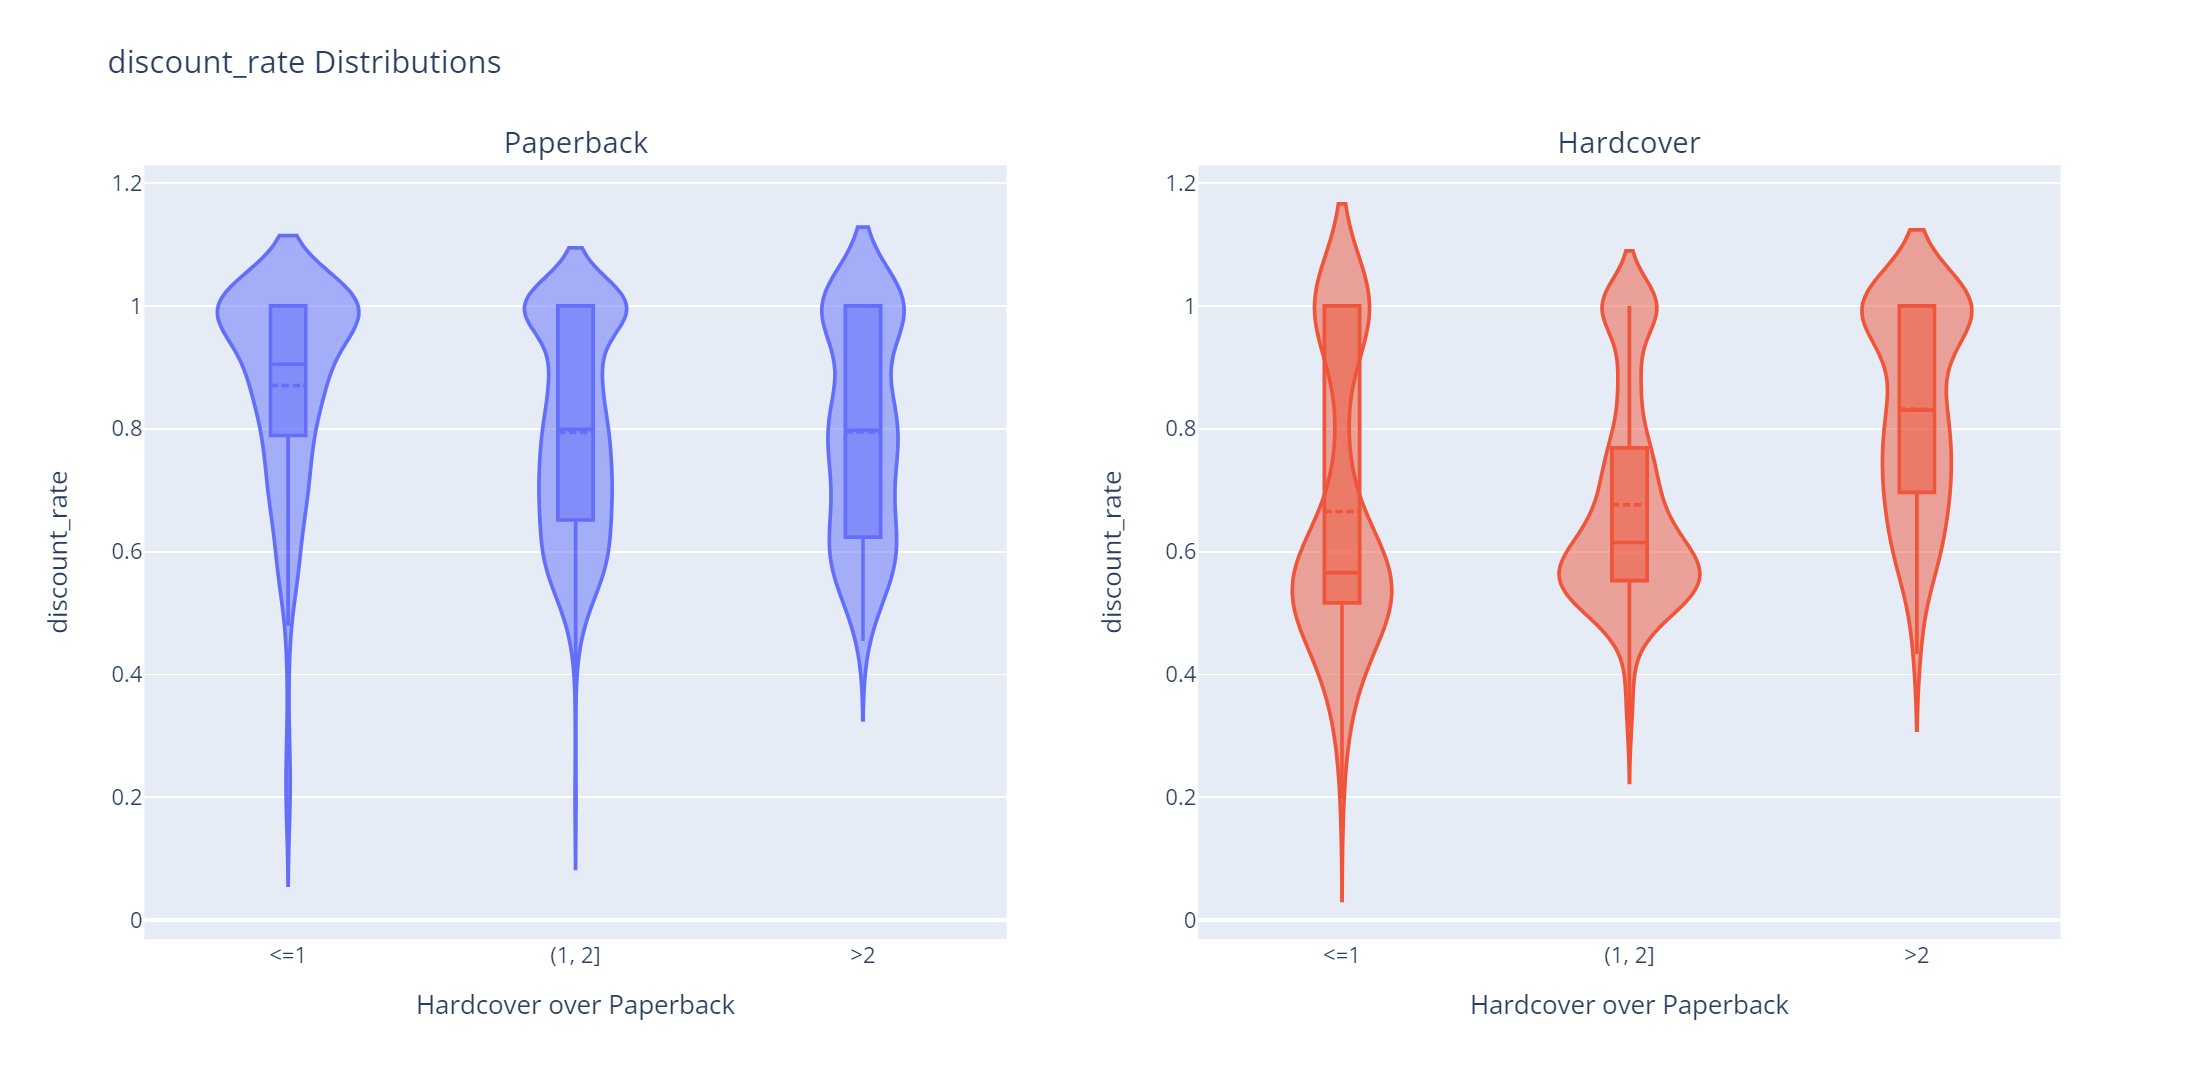 discount_rate Distributions
Paperback
1.2
1
0.8
0.6
0.4
0.2
0
discount_rate
<=1
(1, 2]
>2
Hardcover over Paperback
Hardcover
1.2
1
0.8
0.6
0.4
0.2
0
discount_rate
<=1
(1, 2]
>2
Hardcover over Paperback